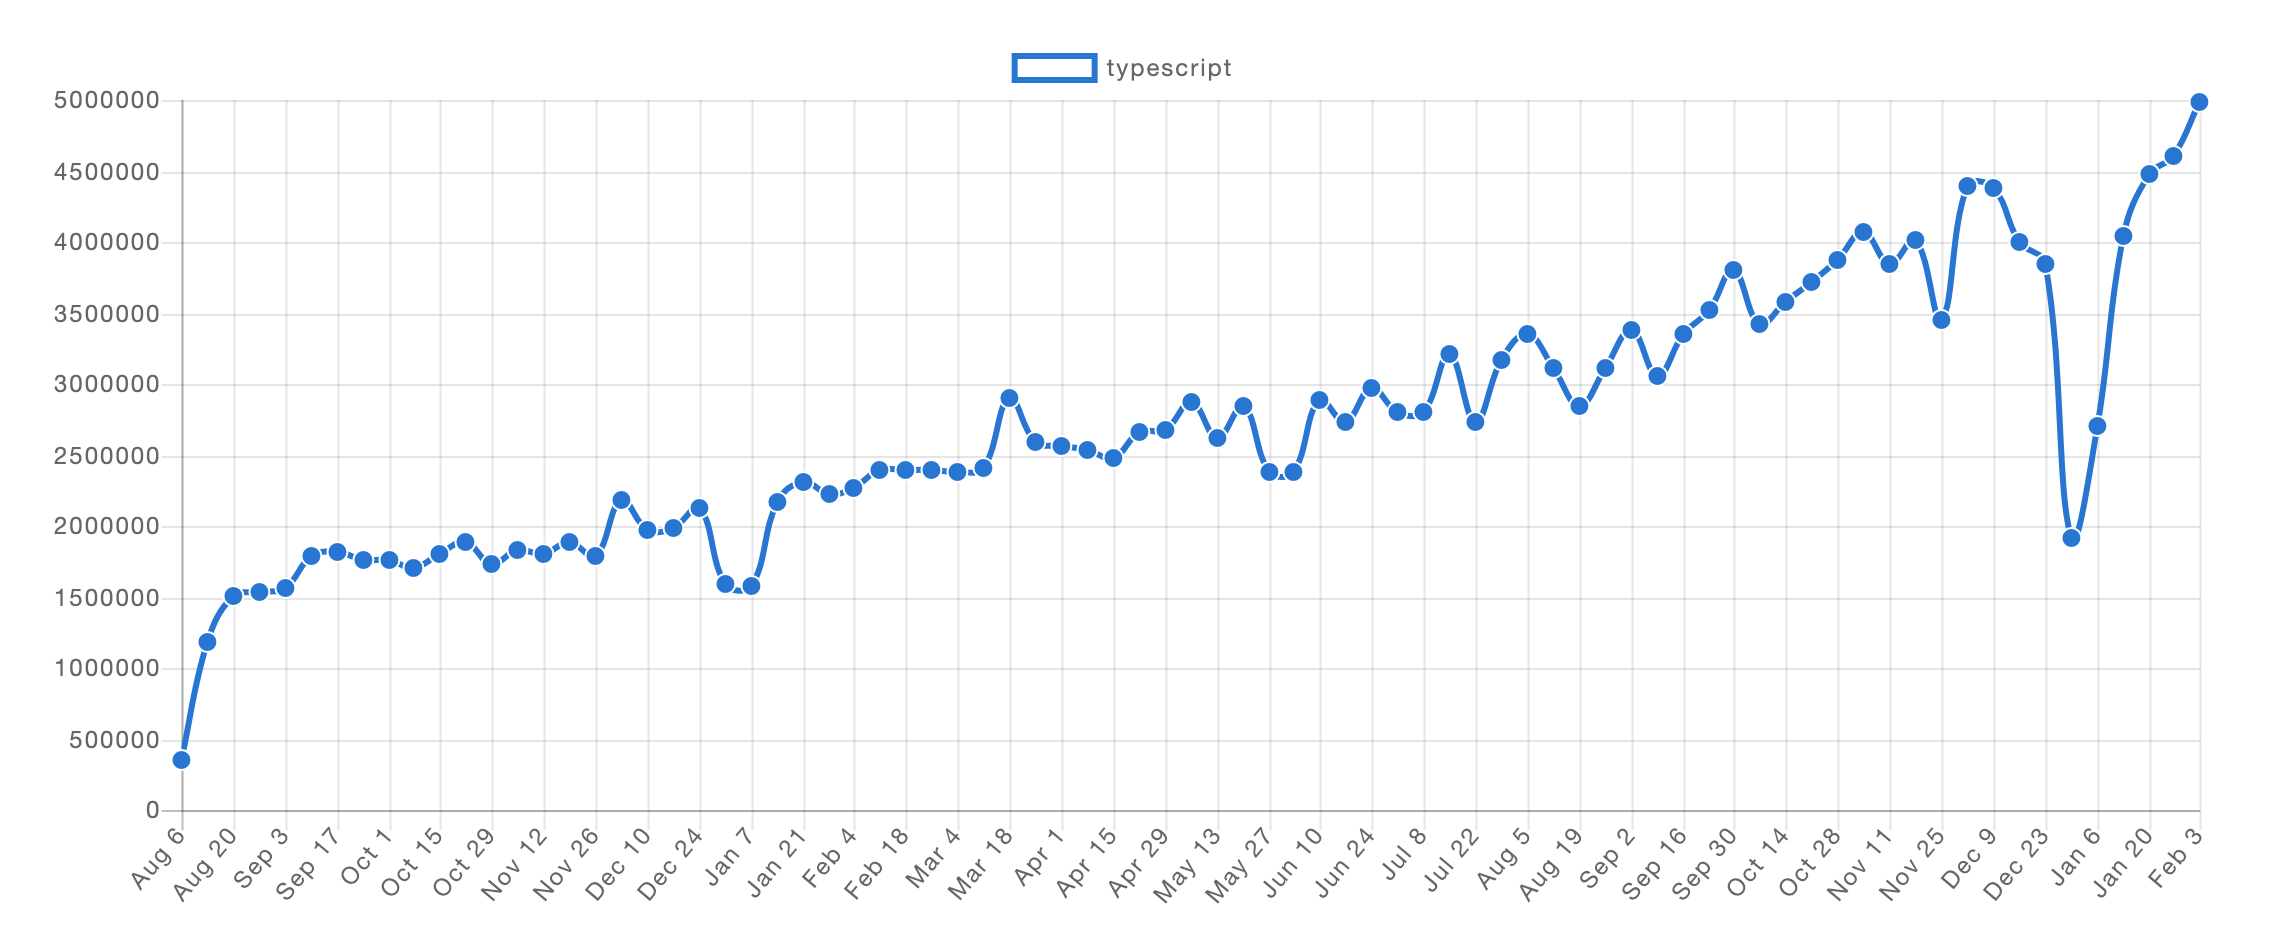 typescript
5000000
4500000
4000000
3500000
3000000
2500000
2000000
1500000
1000000
500000
0
Aug 6
Aug 20
Sep 3
Sep 17
Oct 1
Oct 15
Oct 29
Nov 12
Nov 26
Dec 10
Dec 24
Jan 7
Jan 21
Feb 4
Feb 18
Mar 4
Mar 18
Apr 1
Apr 15
Apr 29
May 13
May 27
Jun 10
Jun 24
Jul 8
Jul 22
Aug 5
Aug 19
Sep 2
Sep 16
Sep 30
Oct 14
Oct 28
Nov 11
Nov 25
Dec 9
Dec 23
Jan 6
Jan 20
Feb 3